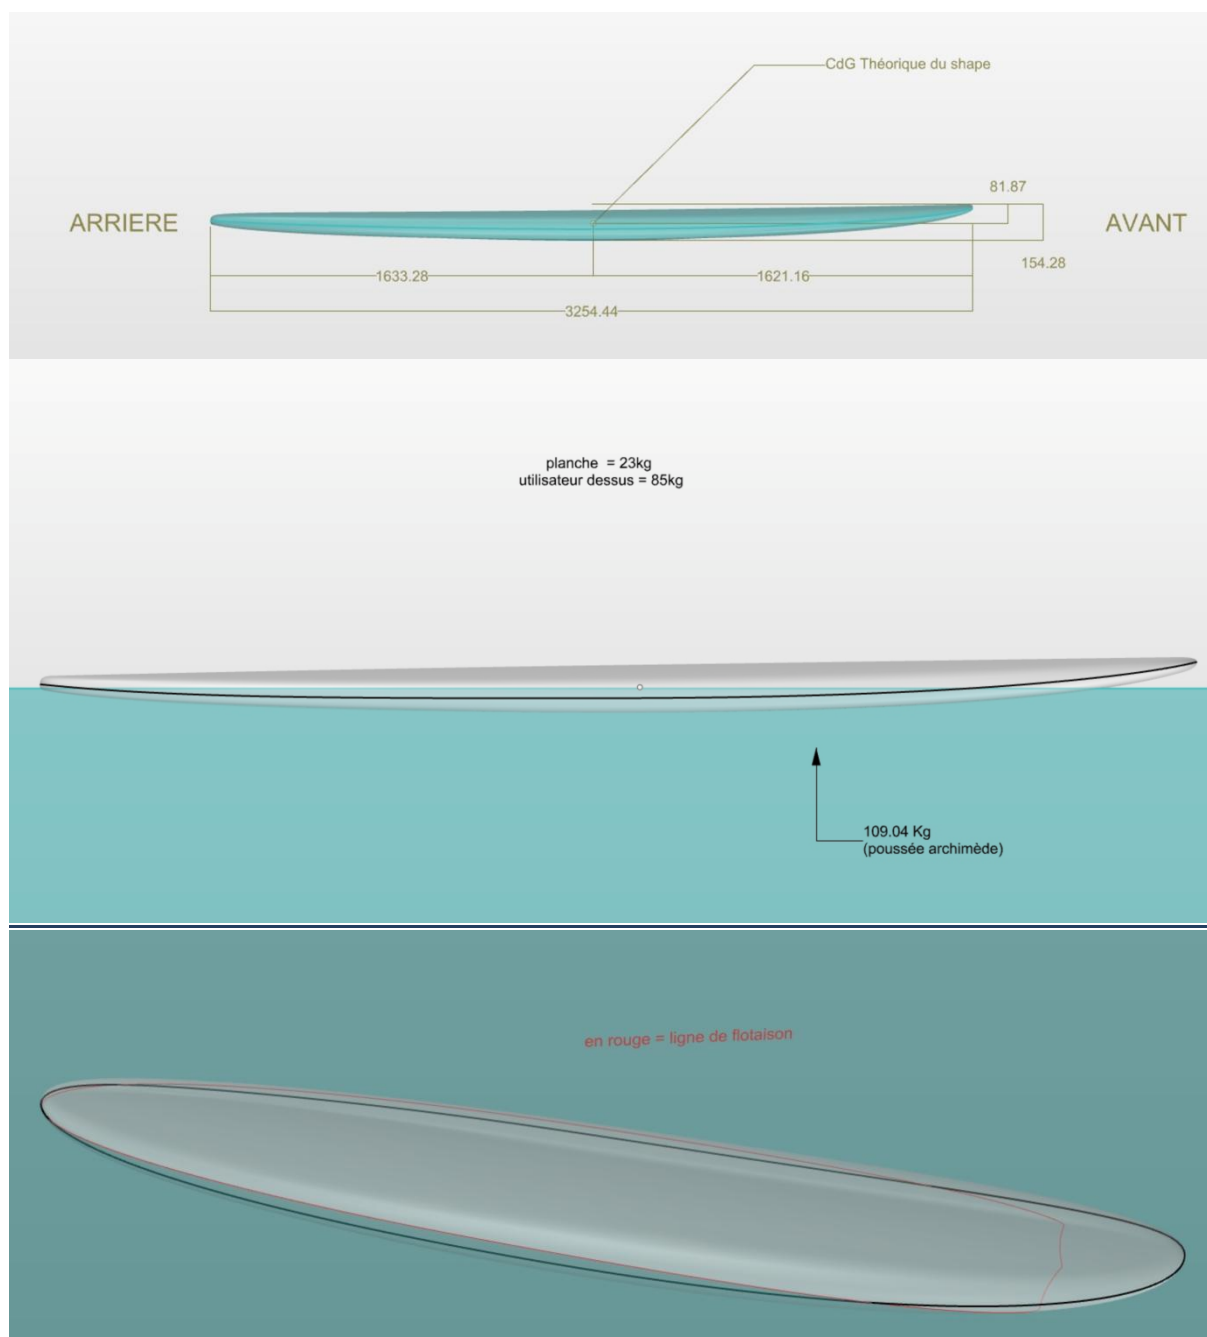 CdG Théorique du shape
81.87
ARRIERE
AVANT
154.28
1633.28
1621.16
3254.44
planche = 23kg
utilisateur dessus = 85kg
109.04 Kg
(poussée archimède)
en rouge = ligne de flotaison